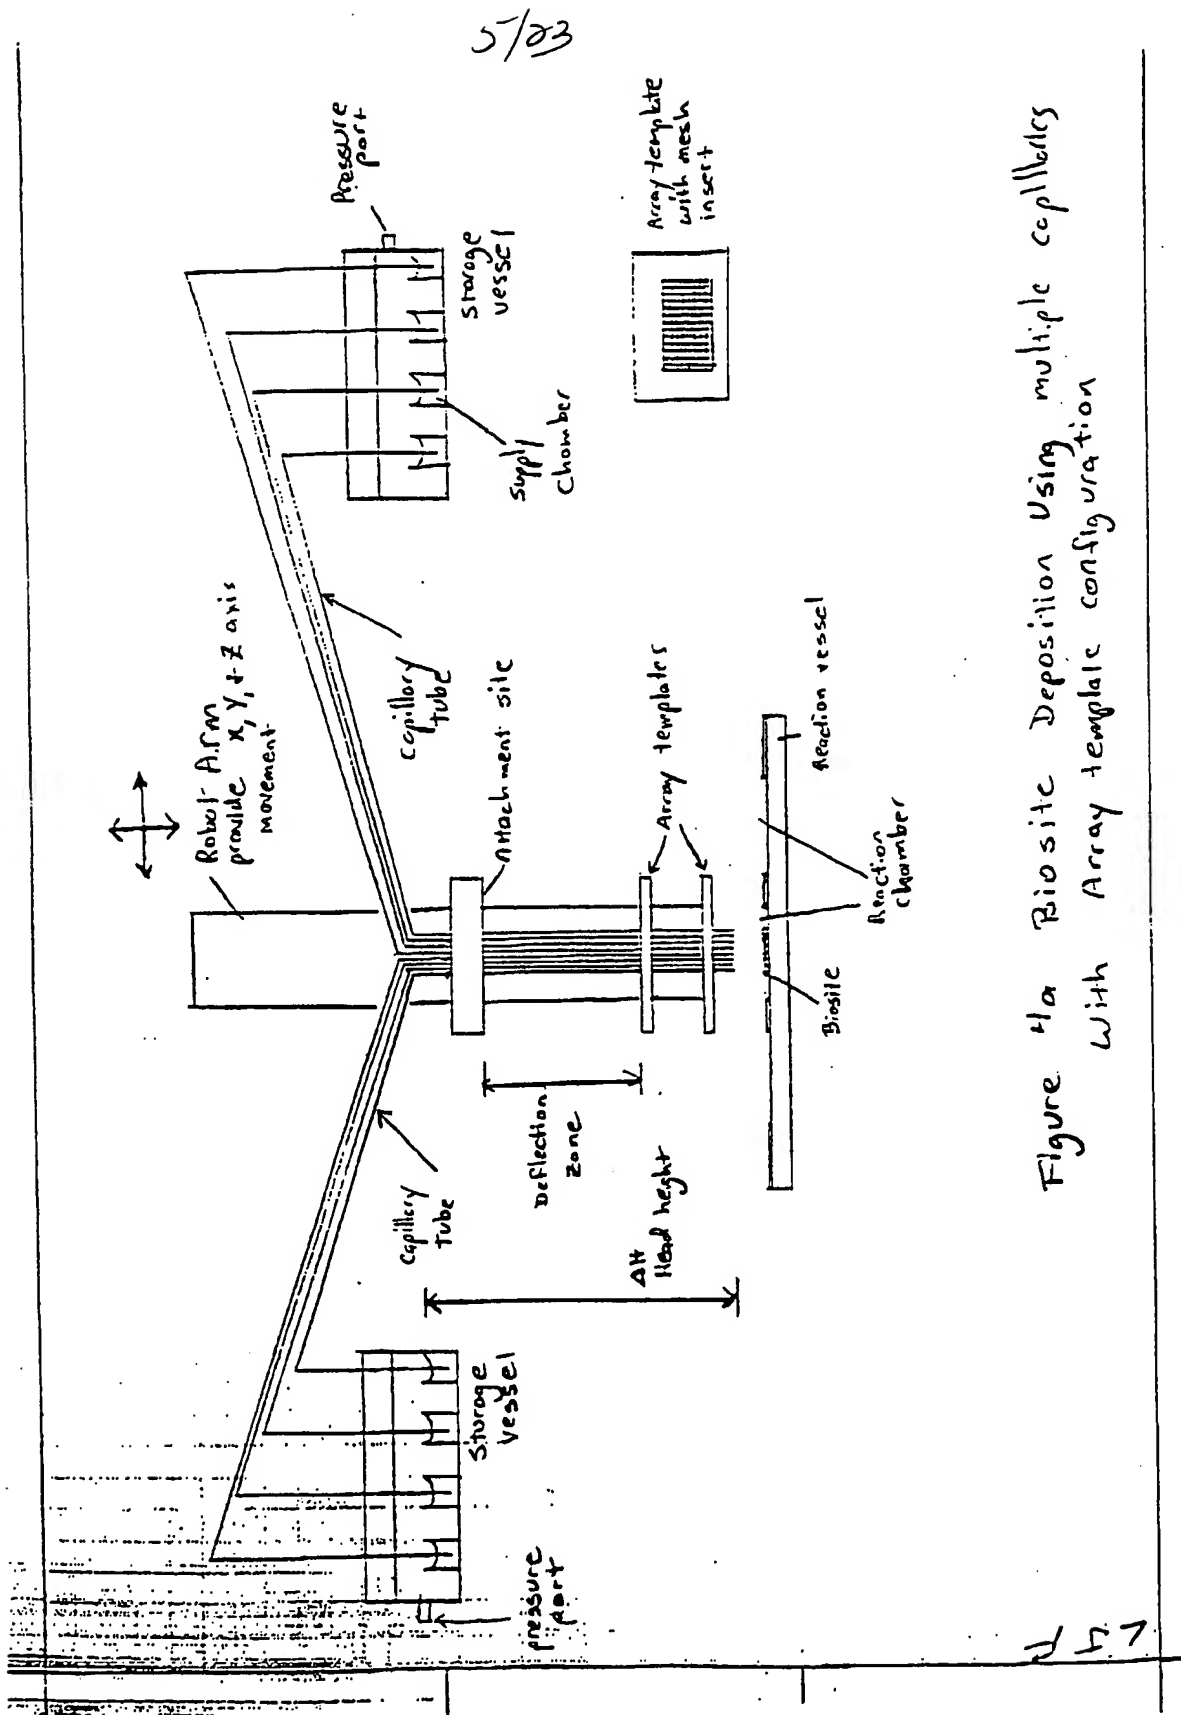 5/23
Robot Arm
provide x, y, + z axis
movement
Pressure
port
pressure
port
capillary
tube
capillary
tube
Storage
vessel
Storage
vessel
Supply
Chamber
Attachment site
Deflection
zone
ΔH
Head height
Array templates
Array template
with mesh
insert
Biosite
Reaction
chamber
Reaction vessel
Figure 4a Biosite Deposition Using multiple capillaries
With Array template configuration